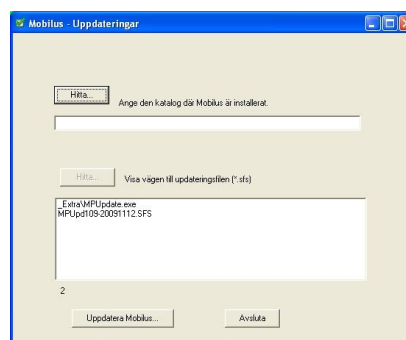 Mobilus - Uppdateringar
Hitta...
Ange den katalog där Mobilus är installerat.
Hitta...
Visa vägen till updateringsfilen (*.sfs)
_Extra\MPUpdate.exe
MPUpd109-20091112.SFS
2
Uppdatera Mobilus...
Avsluta